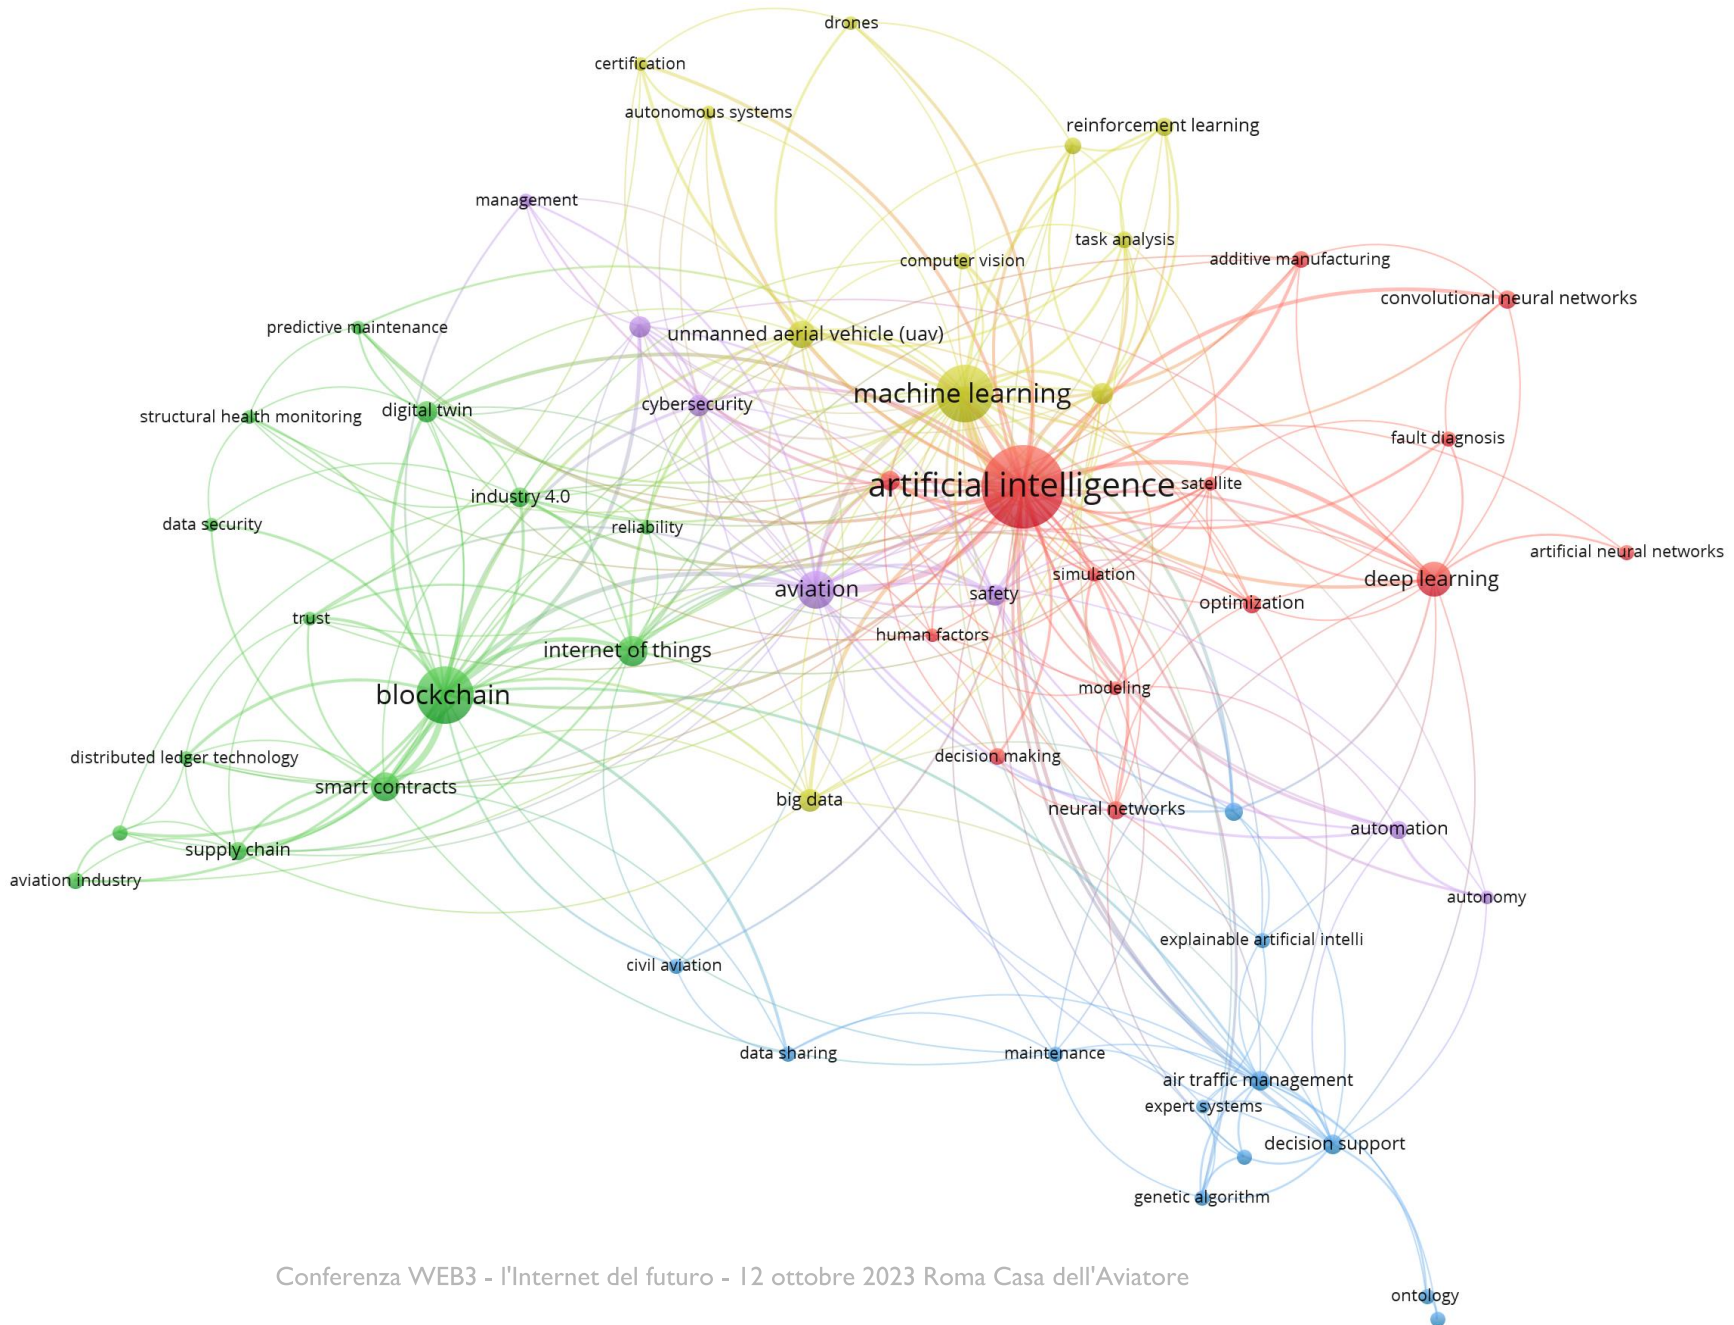 drones
certification
autonomous systems
reinforcement learning
management
task analysis
computer vision
additive manufacturing
convolutional neural networks
predictive maintenance
unmanned aerial vehicle (uav)
machine learning
cybersecurity
digital twin
structural health monitoring
fault diagnosis
artificial intelligence
satellite
industry 4.0
data security
reliability
artificial neural networks
simulation
deep learning
aviation
safety
optimization
trust
human factors
internet of things
modeling
blockchain
distributed ledger technology
decision making
smart contracts
big data
neural networks
automation
supply chain
aviation industry
autonomy
explainable artificial intelli
civil aviation
data sharing
maintenance
air traffic management
expert systems
decision support
genetic algorithm
Conferenza WEB3 - l'Internet del futuro - 12 ottobre 2023 Roma Casa dell'Aviatore
ontology